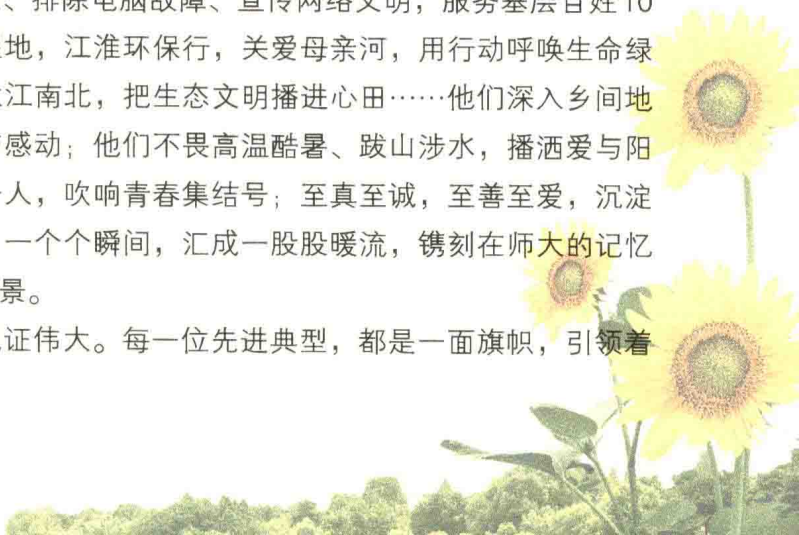 、排除电脑故障、宣传网络文明，服务基层百姓10
地，江淮环保行，关爱母亲河，用行动呼唤生命绿
江南北，把生态文明播进心田……他们深入乡间地
感动；他们不畏高温酷暑、跋山涉水，播洒爱与阳
人，吹响青春集结号；至真至诚，至善至爱，沉淀
一个个瞬间，汇成一股股暖流，镌刻在师大的记忆
景。
证伟大。每一位先进典型，都是一面旗帜，引领着